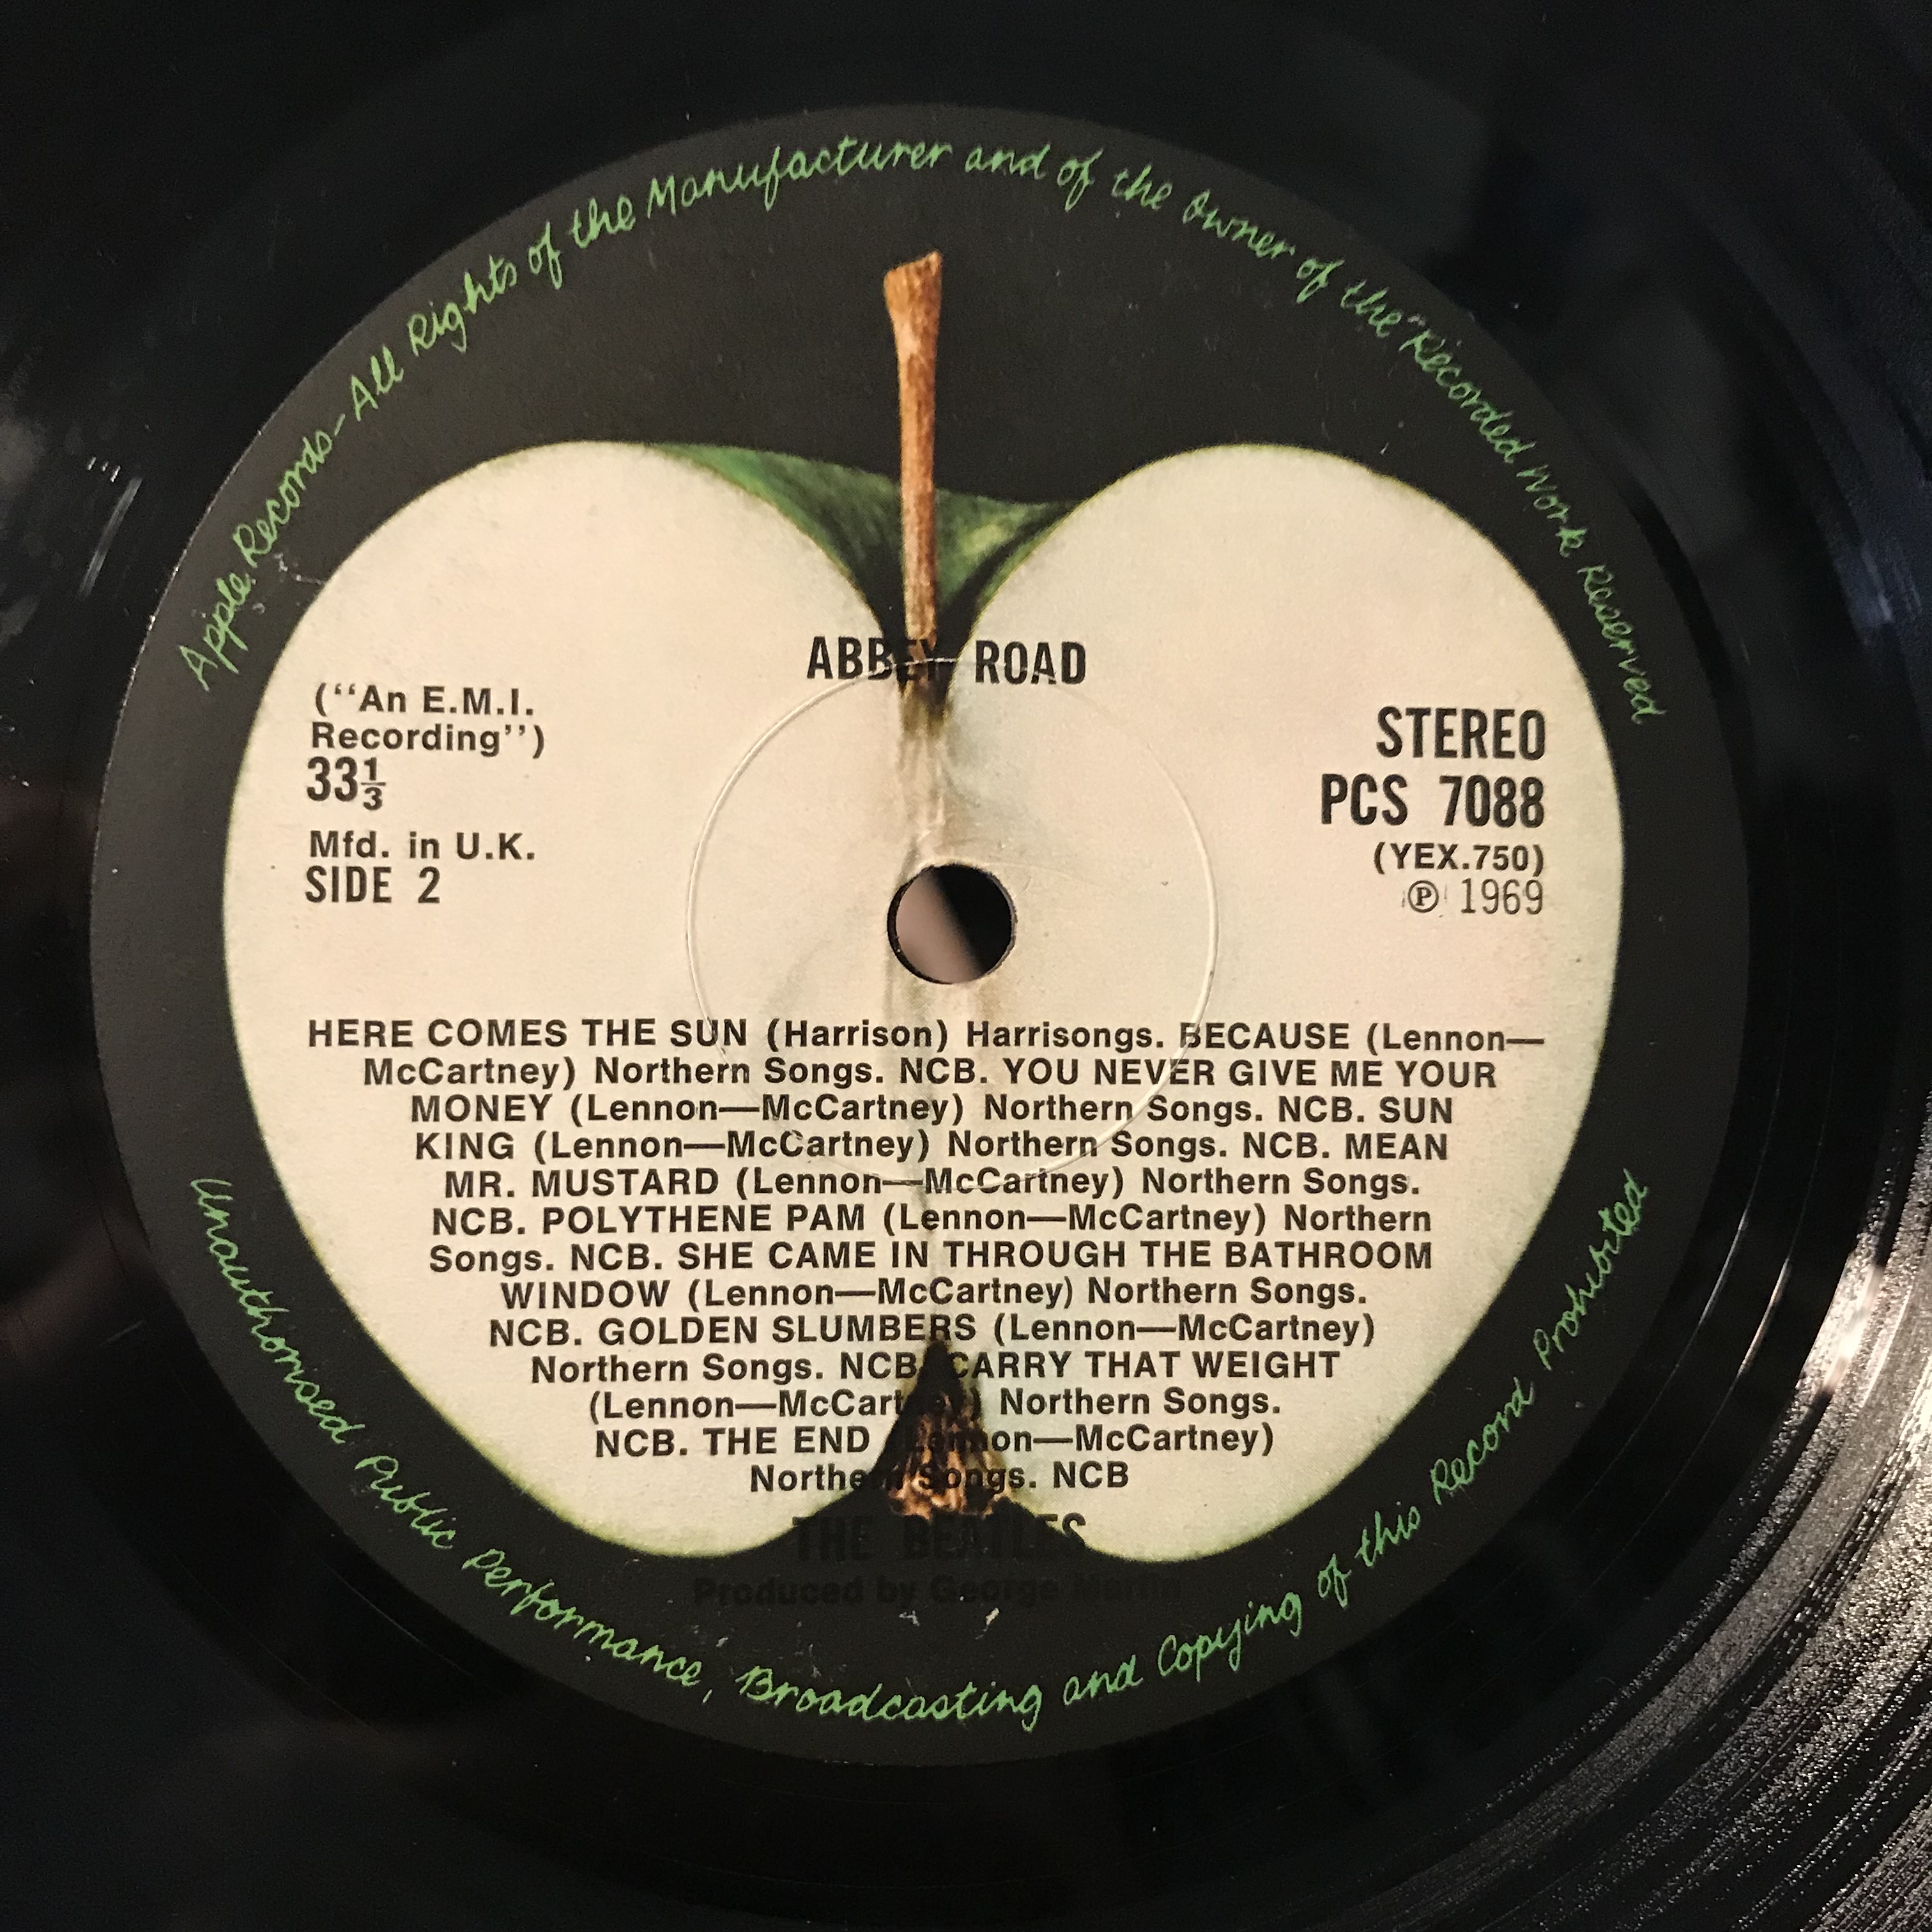 Apple Records—All Rights of the Manufacturer and of the Owner of the Recorded Work Reserved
ABBEY ROAD
(“An E.M.I.
Recording”)
33⅓
Mfd. in U.K.
SIDE 2
STEREO
PCS 7088
(YEX.750)
℗ 1969
HERE COMES THE SUN (Harrison) Harrisongs. BECAUSE (Lennon—
McCartney) Northern Songs. NCB. YOU NEVER GIVE ME YOUR
MONEY (Lennon—McCartney) Northern Songs. NCB. SUN
KING (Lennon—McCartney) Northern Songs. NCB. MEAN
MR. MUSTARD (Lennon—McCartney) Northern Songs.
NCB. POLYTHENE PAM (Lennon—McCartney) Northern
Songs. NCB. SHE CAME IN THROUGH THE BATHROOM
WINDOW (Lennon—McCartney) Northern Songs.
NCB. GOLDEN SLUMBERS (Lennon—McCartney)
Northern Songs. NCB. CARRY THAT WEIGHT
(Lennon—McCartney) Northern Songs.
NCB. THE END (Lennon—McCartney)
Northern Songs. NCB
THE BEATLES
Produced by George Martin
Unauthorised Public Performance, Broadcasting and Copying of this Record Prohibited